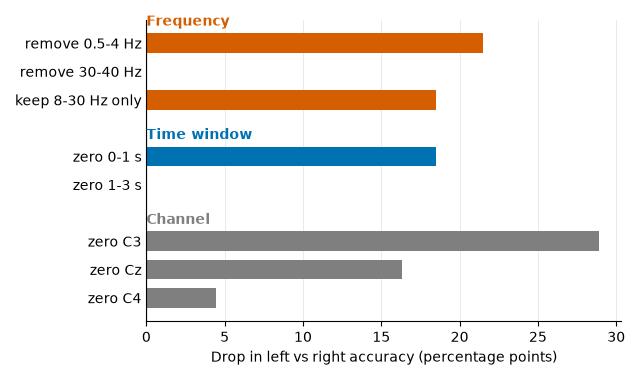 Frequency
remove 0.5-4 Hz
remove 30-40 Hz
keep 8-30 Hz only
Time window
zero 0-1 s
zero 1-3 s
Channel
zero C3
zero Cz
zero C4
0 5 10 15 20 25 30
Drop in left vs right accuracy (percentage points)